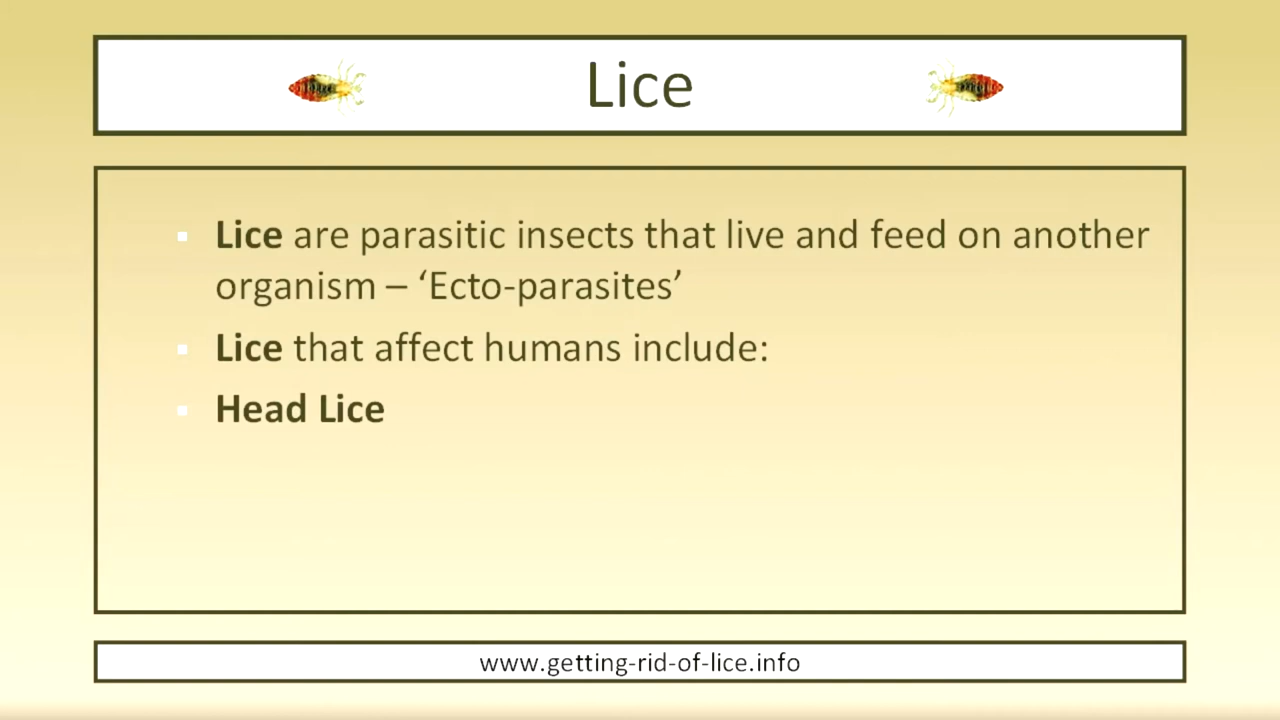 Lice
Lice are parasitic insects that live and feed on another
organism – ‘Ecto-parasites’
Lice that affect humans include:
Head Lice
www.getting-rid-of-lice.info